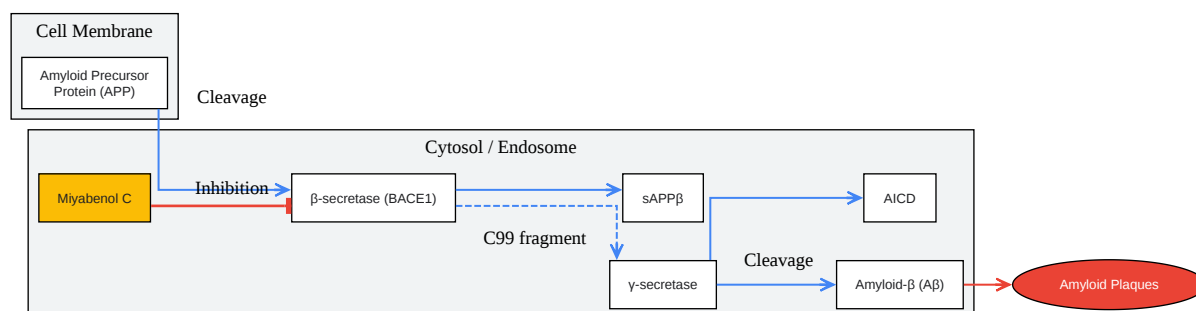 Cell Membrane
Amyloid Precursor
Protein (APP)
Cleavage
Cytosol / Endosome
Miyabenol C
Inhibition
β-secretase (BACE1)
sAPPβ
AICD
C99 fragment
γ-secretase
Cleavage
Amyloid-β (Aβ)
Amyloid Plaques